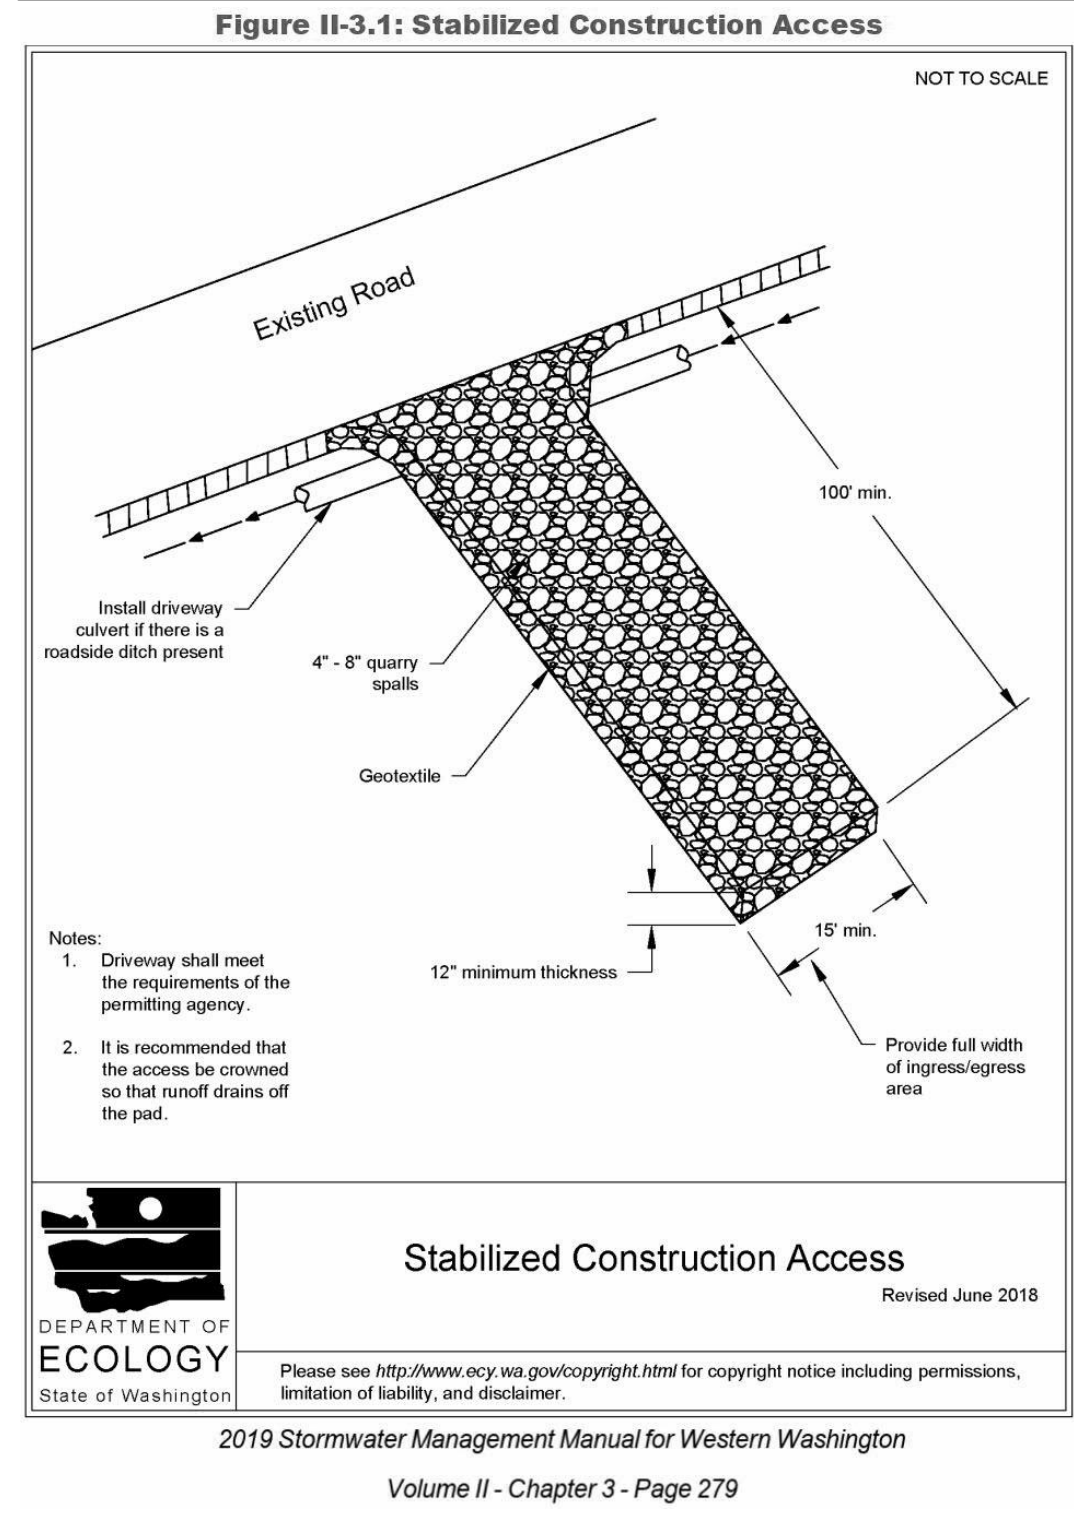 Figure II-3.1: Stabilized Construction Access
NOT TO SCALE
Existing Road
100' min.
Install driveway
culvert if there is a
roadside ditch present
4" - 8" quarry
spalls
Geotextile
15' min.
12" minimum thickness
Provide full width
of ingress/egress
area
Notes:
1. Driveway shall meet
the requirements of the
permitting agency.
2. It is recommended that
the access be crowned
so that runoff drains off
the pad.
DEPARTMENT OF
ECOLOGY
State of Washington
Stabilized Construction Access
Revised June 2018
Please see http://www.ecy.wa.gov/copyright.html for copyright notice including permissions,
limitation of liability, and disclaimer.
2019 Stormwater Management Manual for Western Washington
Volume II - Chapter 3 - Page 279